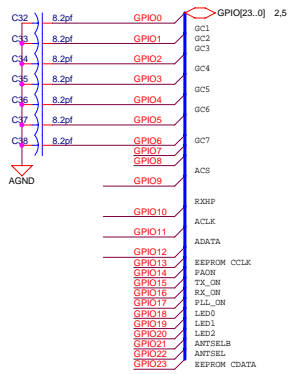 C32 8.2pf GPIO0 GPIO[23..0] 2,5
GC1
C33 8.2pf GPIO1 GC2
GC3
C34 8.2pf GPIO2
GC4
C35 8.2pf GPIO3
GC5
C36 8.2pf GPIO4
GC6
C37 8.2pf GPIO5
C38 8.2pf GPIO6 GC7
GPIO7
GPIO8
ACS
AGND GPIO9
RXHP
GPIO10
ACLK
GPIO11
ADATA
GPIO12
GPIO13 EEPROM CCLK
GPIO14 PAON
GPIO15 TX_ON
GPIO16 RX_ON
GPIO17 PLL_ON
GPIO18 LED0
GPIO19 LED1
GPIO20 LED2
GPIO21 ANTSELB
GPIO22 ANTSEL
GPIO23 EEPROM CDATA